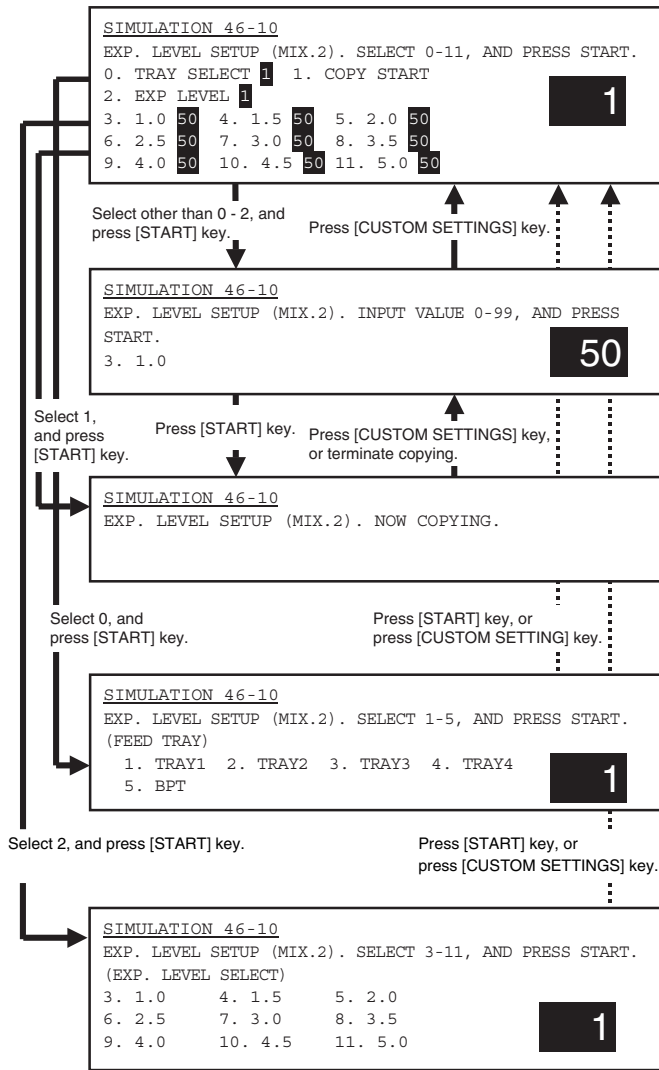 SIMULATION 46-10
EXP. LEVEL SETUP (MIX.2). SELECT 0-11, AND PRESS START.
0. TRAY SELECT 1 1. COPY START
2. EXP LEVEL 1
1
3. 1.0 50 4. 1.5 50 5. 2.0 50
6. 2.5 50 7. 3.0 50 8. 3.5 50
9. 4.0 50 10. 4.5 50 11. 5.0 50
Select other than 0 - 2, and
press [START] key.
Press [CUSTOM SETTINGS] key.
SIMULATION 46-10
EXP. LEVEL SETUP (MIX.2). INPUT VALUE 0-99, AND PRESS
START.
3. 1.0
50
Select 1,
and press
[START] key.
Press [START] key.
Press [CUSTOM SETTINGS] key,
or terminate copying.
SIMULATION 46-10
EXP. LEVEL SETUP (MIX.2). NOW COPYING.
Select 0, and
press [START] key.
Press [START] key, or
press [CUSTOM SETTING] key.
SIMULATION 46-10
EXP. LEVEL SETUP (MIX.2). SELECT 1-5, AND PRESS START.
(FEED TRAY)
1. TRAY1 2. TRAY2 3. TRAY3 4. TRAY4
5. BPT
1
Select 2, and press [START] key.
Press [START] key, or
press [CUSTOM SETTINGS] key.
SIMULATION 46-10
EXP. LEVEL SETUP (MIX.2). SELECT 3-11, AND PRESS START.
(EXP. LEVEL SELECT)
3. 1.0 4. 1.5 5. 2.0
6. 2.5 7. 3.0 8. 3.5
9. 4.0 10. 4.5 11. 5.0
1